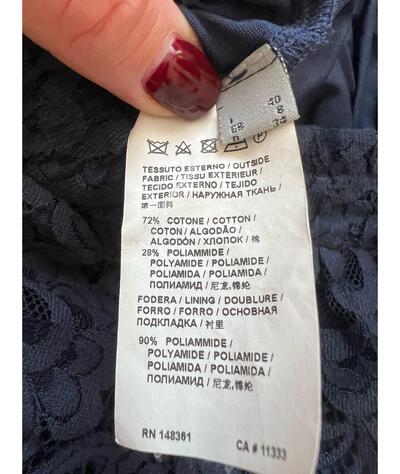 I 40
8
F 34
68
TESSUTO ESTERNO / OUTSIDE
FABRIC / TISSU EXTERIEUR /
TECIDO EXTERNO / TEJIDO
EXTERIOR / НАРУЖНАЯ ТКАНЬ /
第一面料
72% COTONE / COTTON /
COTON / ALGODÃO /
ALGODÓN / ХЛОПОК / 棉
28% POLIAMMIDE /
POLYAMIDE / POLYAMIDE /
POLIAMIDA / POLIAMIDA /
ПОЛИАМИД / 尼龙,锦纶
FODERA / LINING / DOUBLURE /
FORRO / FORRO / ОСНОВНАЯ
ПОДКЛАДКА / 衬里
90% POLIAMMIDE /
POLYAMIDE / POLYAMIDE /
POLIAMIDA / POLIAMIDA /
ПОЛИАМИД / 尼龙,锦纶
RN 148361
CA # 11333